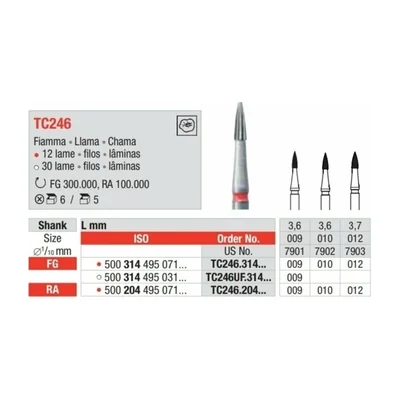 TC246
Fiamma • Llama • Chama
12 lame • filos • lâminas
30 lame • filos • lâminas
FG 300.000, RA 100.000
6 / 5
Shank L mm 3,6 3,6 3,7
Size ISO Order No. 009 010 012
Ø 1/10 mm US No. 7901 7902 7903
FG • 500 314 495 071... TC246.314... 009 010 012
○ 500 314 495 031... TC246UF.314... 009
RA • 500 204 495 071... TC246.204... 009 010 012